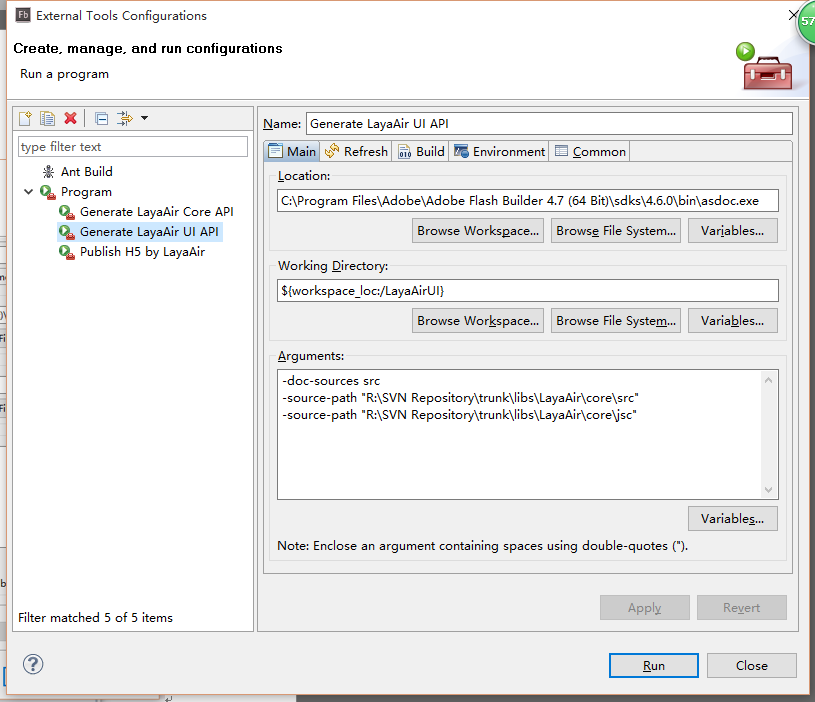 Fb External Tools Configurations
57
Create, manage, and run configurations
Run a program
type filter text
Ant Build
Program
Generate LayaAir Core API
Generate LayaAir UI API
Publish H5 by LayaAir
Filter matched 5 of 5 items
Name: Generate LayaAir UI API
Main Refresh Build Environment Common
Location:
C:\Program Files\Adobe\Adobe Flash Builder 4.7 (64 Bit)\sdks\4.6.0\bin\asdoc.exe
Browse Workspace... Browse File System... Variables...
Working Directory:
${workspace_loc:/LayaAirUI}
Browse Workspace... Browse File System... Variables...
Arguments:
-doc-sources src
-source-path "R:\SVN Repository\trunk\libs\LayaAir\core\src"
-source-path "R:\SVN Repository\trunk\libs\LayaAir\core\jsc"
Variables...
Note: Enclose an argument containing spaces using double-quotes (").
Apply Revert
? Run Close